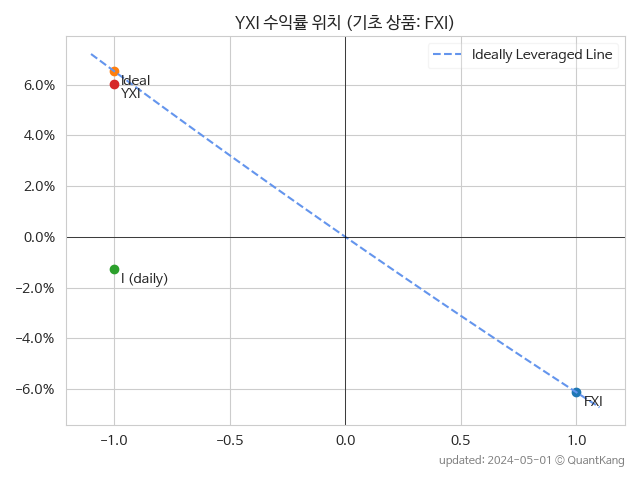 YXI 수익률 위치 (기초 상품: FXI)
Ideally Leveraged Line
6.0%
4.0%
2.0%
0.0%
−2.0%
−4.0%
−6.0%
Ideal
YXI
I (daily)
FXI
−1.0
−0.5
0.0
0.5
1.0
updated: 2024-05-01 © QuantKang